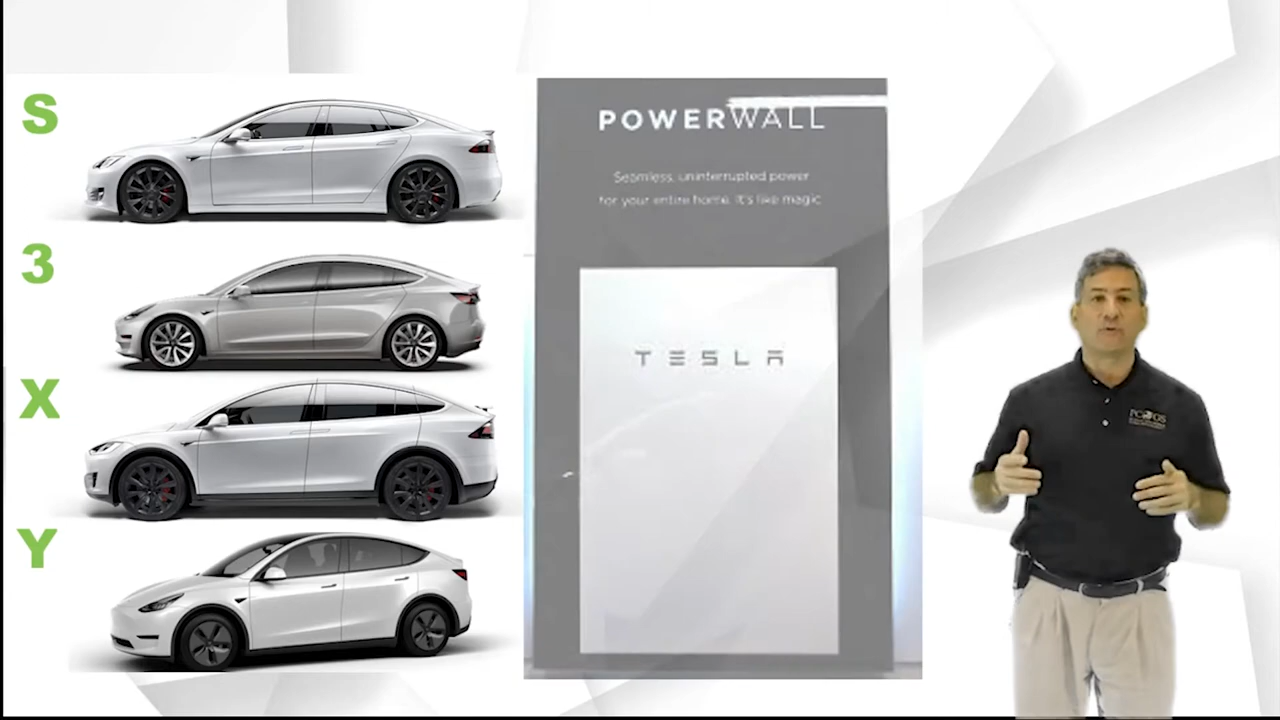 S
3
X
Y
POWERWALL
Seamless, uninterrupted power
for your entire home. It's like magic
TESLA